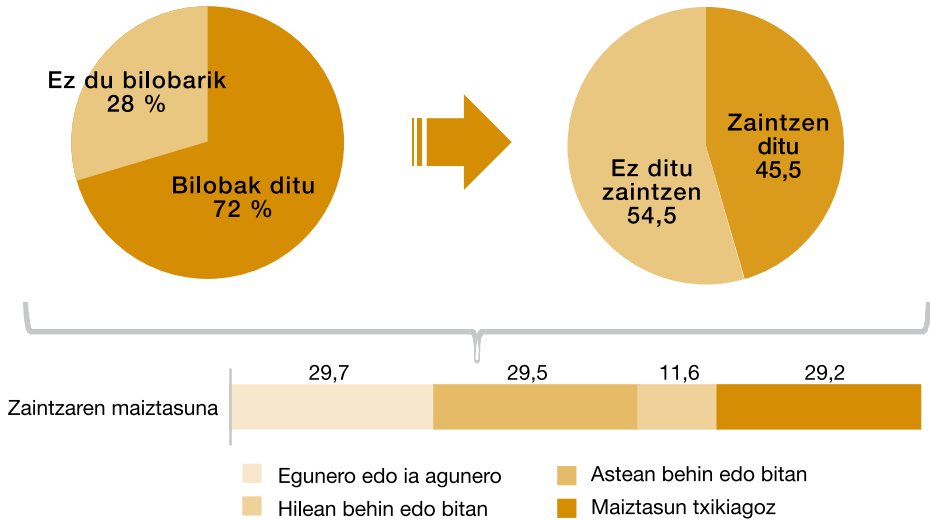 Ez du bilobarik
28 %
Bilobak ditu
72 %
Zaintzen
ditu
45,5
Ez ditu
zaintzen
54,5
29,7 29,5 11,6 29,2
Zaintzaren maiztasuna
Egunero edo ia agunero
Astean behin edo bitan
Hilean behin edo bitan
Maiztasun txikiagoz